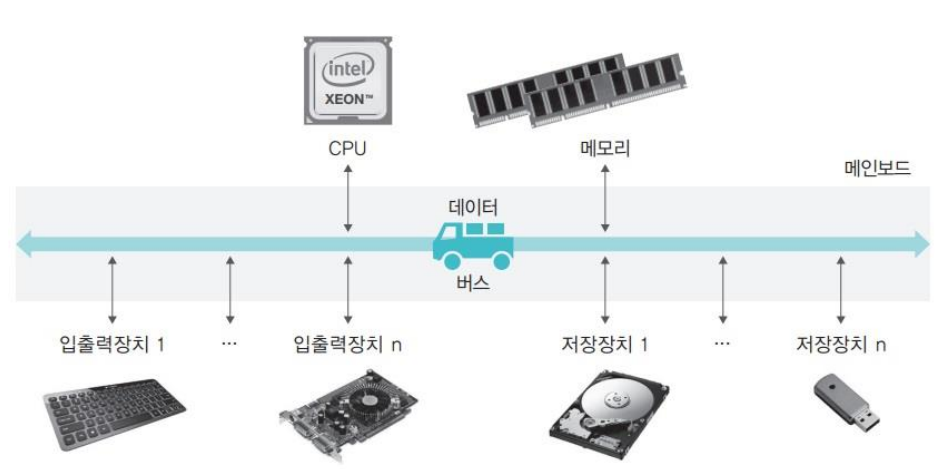 intel
XEON™
CPU
메모리
메인보드
데이터
버스
입출력장치 1
…
입출력장치 n
저장장치 1
…
저장장치 n